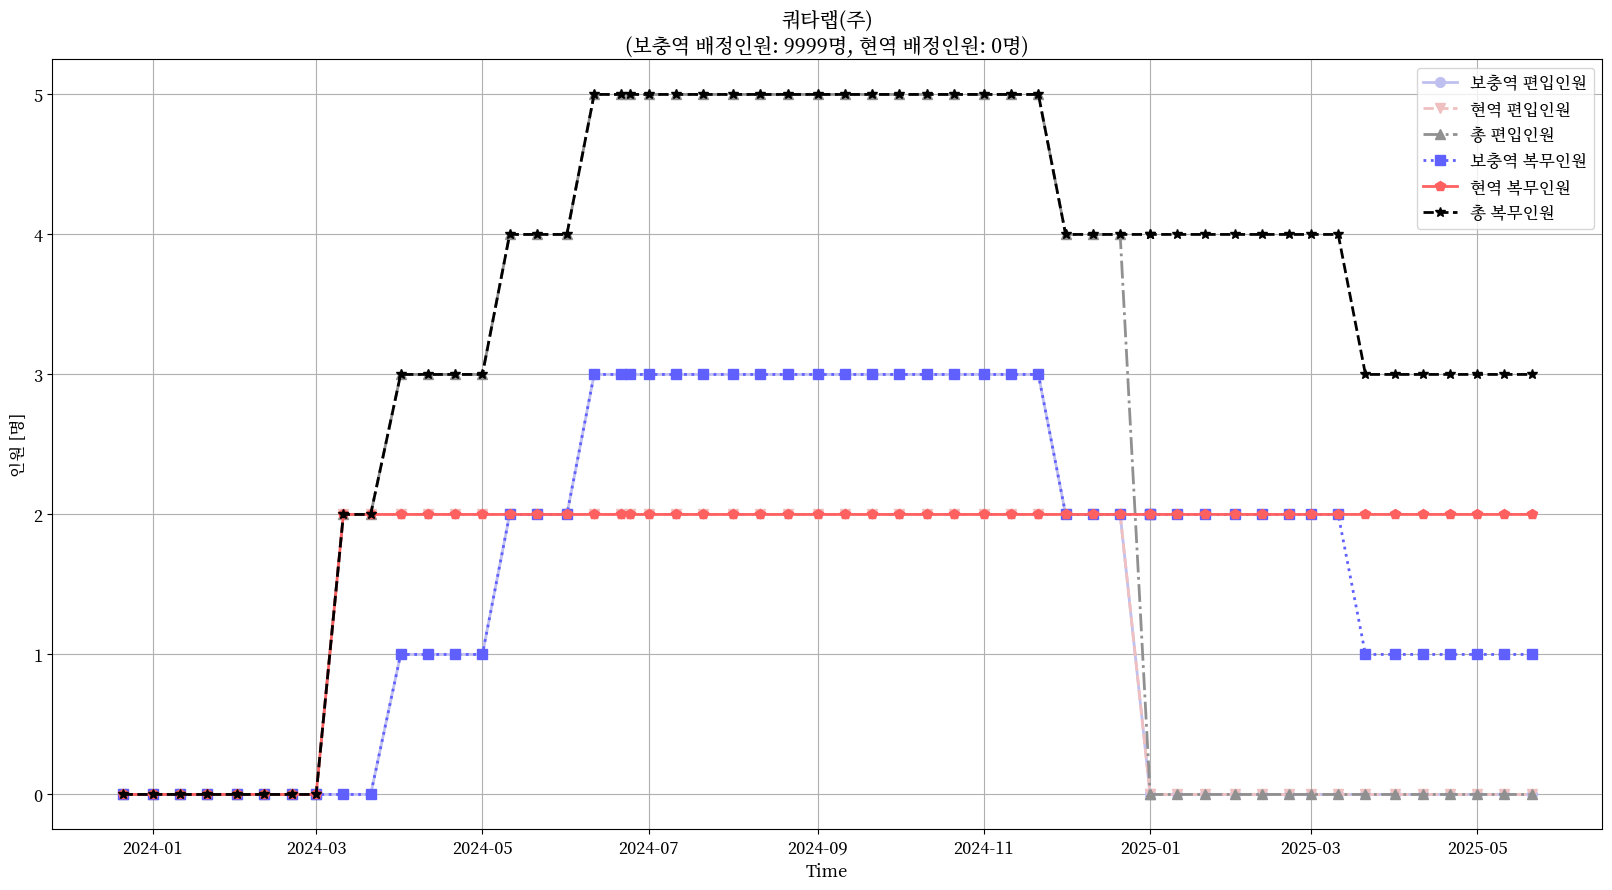 쿼타랩(주)
(보충역 배정인원: 9999명, 현역 배정인원: 0명)
보충역 편입인원
현역 편입인원
총 편입인원
보충역 복무인원
현역 복무인원
총 복무인원
인원 [명]
5
4
3
2
1
0
2024-01 2024-03 2024-05 2024-07 2024-09 2024-11 2025-01 2025-03 2025-05
Time